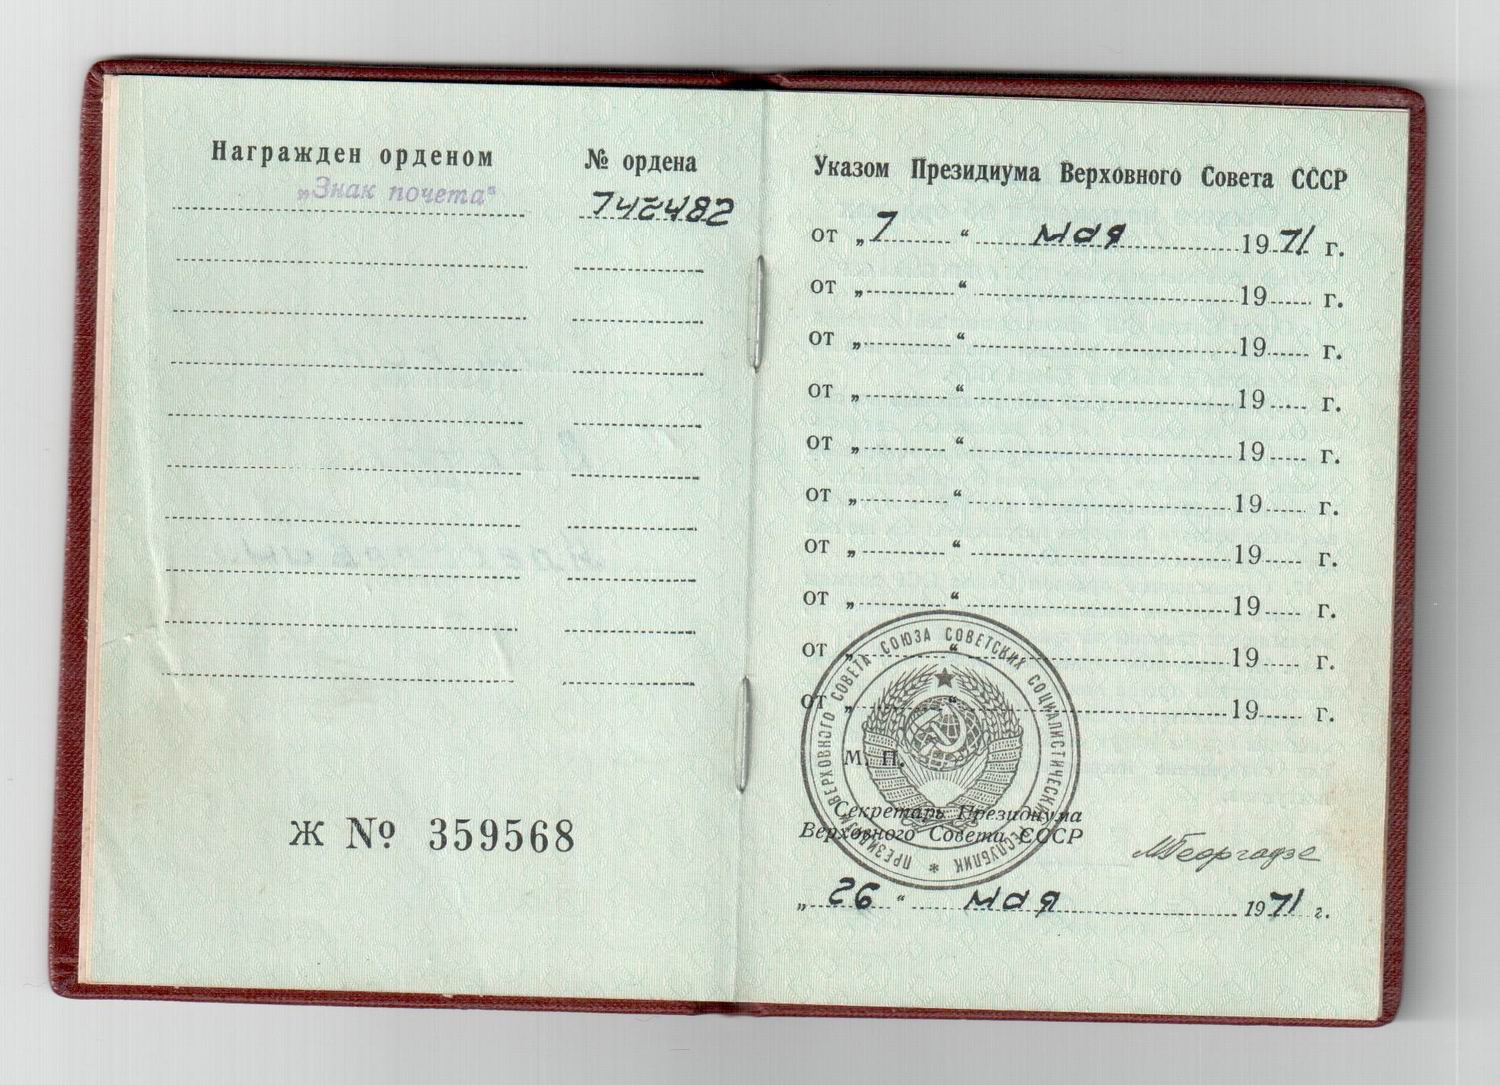 Награжден орденом
№ ордена
„Знак почета“
742482
Ж № 359568
Указом Президиума Верховного Совета СССР
от „7“ мая 1971 г.
от „ “ 19 г.
от „ “ 19 г.
от „ “ 19 г.
от „ “ 19 г.
от „ “ 19 г.
от „ “ 19 г.
от „ “ 19 г.
от „ “ 19 г.
от „ “ 19 г.
М. П.
ПРЕЗИДИУМ ВЕРХОВНОГО СОВЕТА СОЮЗА СОВЕТСКИХ СОЦИАЛИСТИЧЕСКИХ РЕСПУБЛИК *
Секретарь Президиума
Верховного Совета СССР
МГеоргадзе
„26“ мая 1971 г.